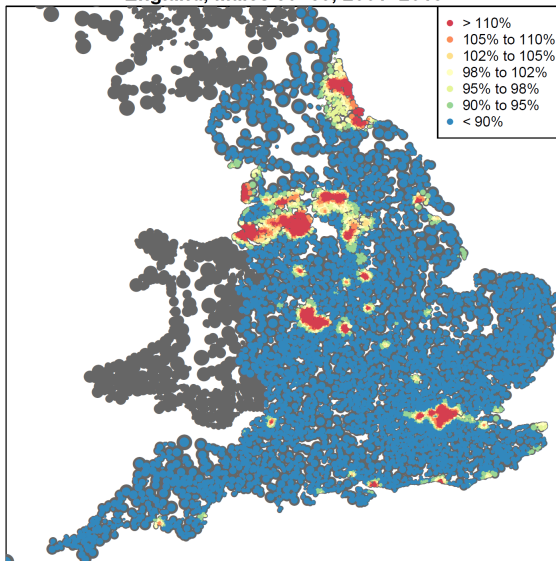 > 110%
105% to 110%
102% to 105%
98% to 102%
95% to 98%
90% to 95%
< 90%